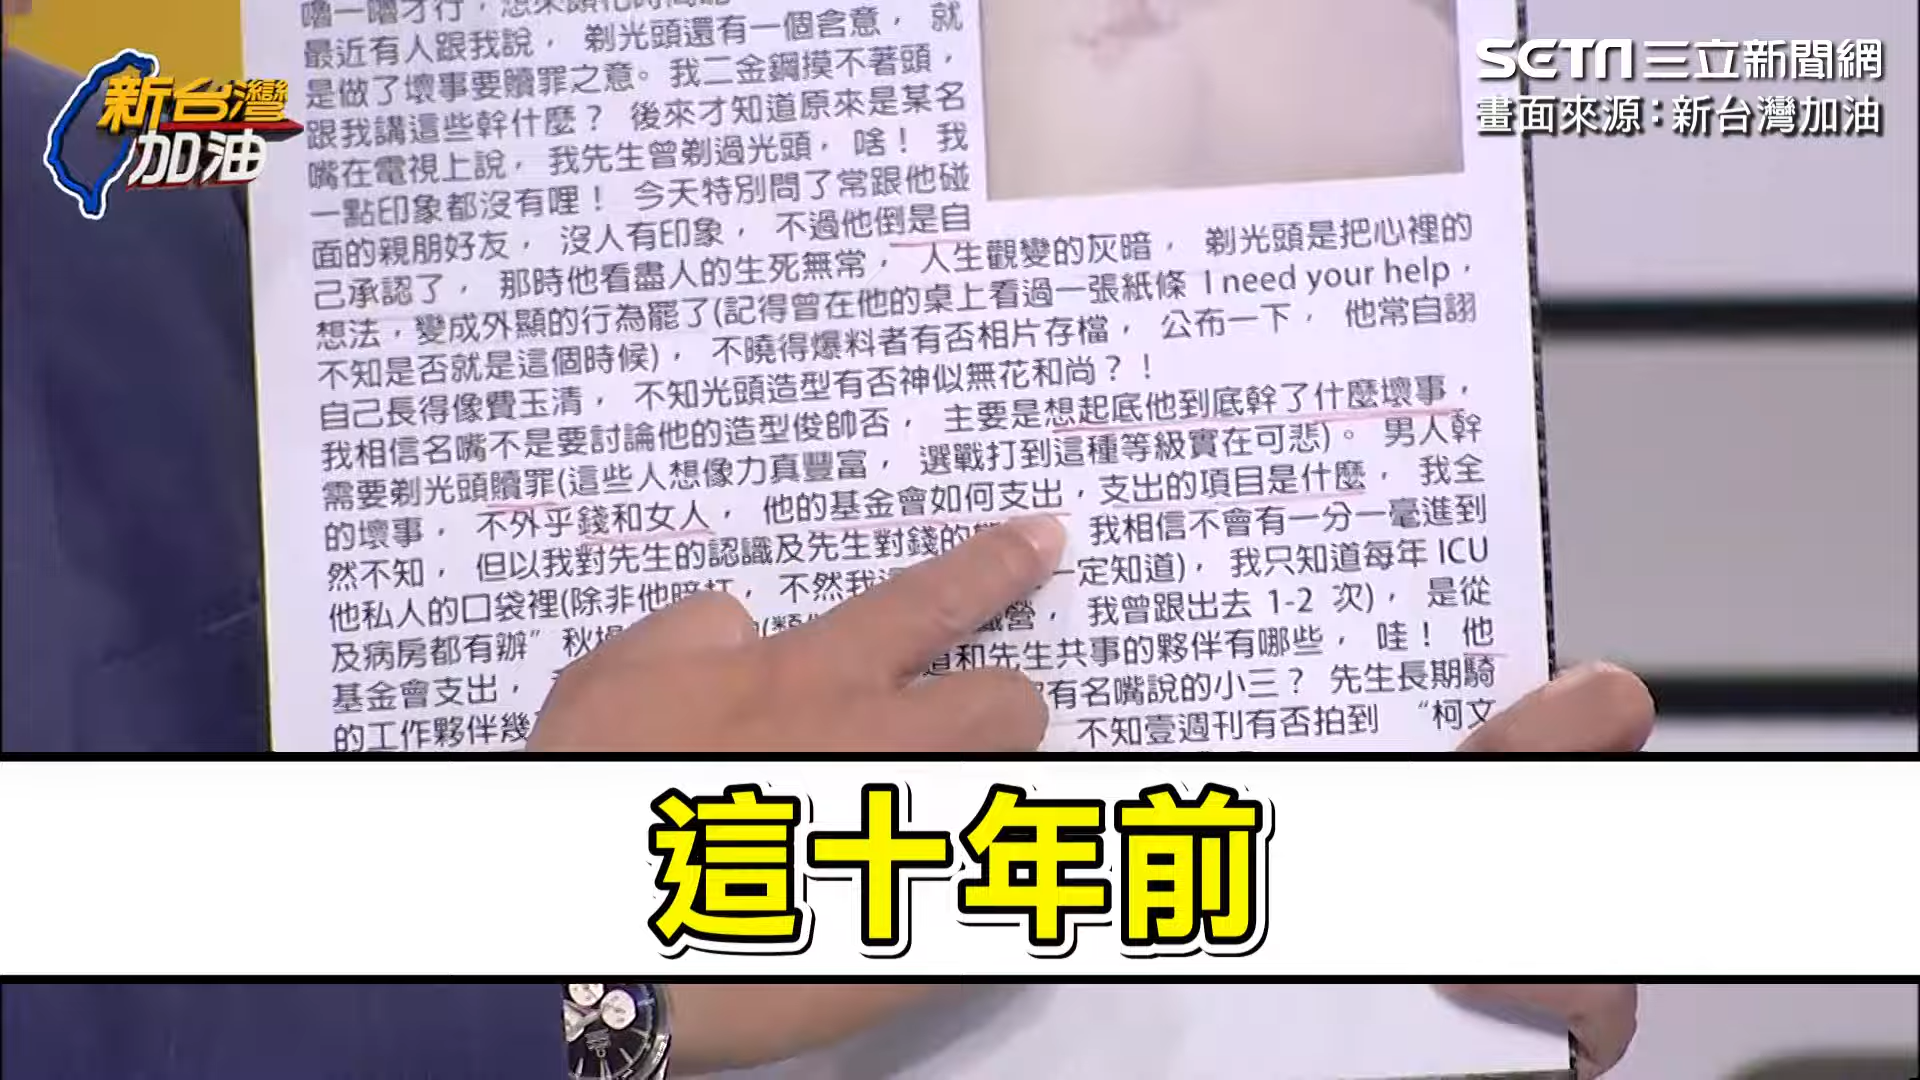 新台灣
加油
SETN三立新聞網
畫面來源：新台灣加油
嚕一嚕才行，想來頭
最近有人跟我說， 剃光頭還有一個含意， 就
是做了壞事要贖罪之意。我二金鋼摸不著頭，
跟我講這些幹什麼？ 後來才知道原來是某名
嘴在電視上說， 我先生曾剃過光頭， 啥！ 我
一點印象都沒有哩！ 今天特別問了常跟他碰
面的親朋好友， 沒人有印象， 不過他倒是自
己承認了， 那時他看盡人的生死無常， 人生觀變的灰暗， 剃光頭是把心裡的
想法，變成外顯的行為罷了(記得曾在他的桌上看過一張紙條 I need your help，
不知是否就是這個時候)， 不曉得爆料者有否相片存檔， 公布一下， 他常自詡
自己長得像費玉清， 不知光頭造型有否神似無花和尚？！
我相信名嘴不是要討論他的造型俊帥否， 主要是想起底他到底幹了什麼壞事，
需要剃光頭贖罪(這些人想像力真豐富， 選戰打到這種等級實在可悲)。 男人幹
的壞事， 不外乎錢和女人， 他的基金會如何支出，支出的項目是什麼， 我全
然不知， 但以我對先生的認識及先生對錢的 我相信不會有一分一毫進到
他私人的口袋裡(除非他暗 ， 不然我 一定知道)， 我只知道每年 ICU
及病房都有辦”秋 營， 我曾跟出去 1-2 次)， 是從
基金會支出， 道和先生共事的夥伴有哪些， 哇！ 他
的工作夥伴幾 有名嘴說的小三？ 先生長期騎
不知壹週刊有否拍到 “柯文
這十年前